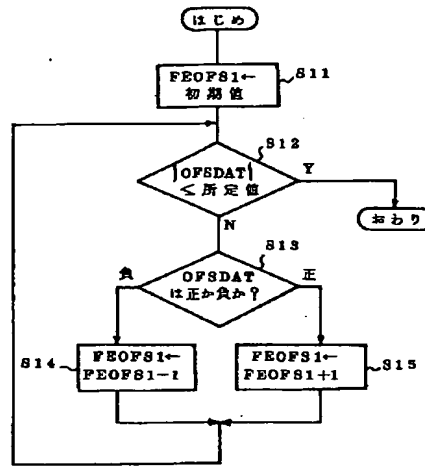 はじめ
FEOFS1←
初期値
S11
|OFSDAT|
<所定値
S12
Y
おわり
N
S13
OFSDAT
は正か負か?
負
正
FEOFS1←
FEOFS1-1
S14
FEOFS1←
FEOFS1+1
S15